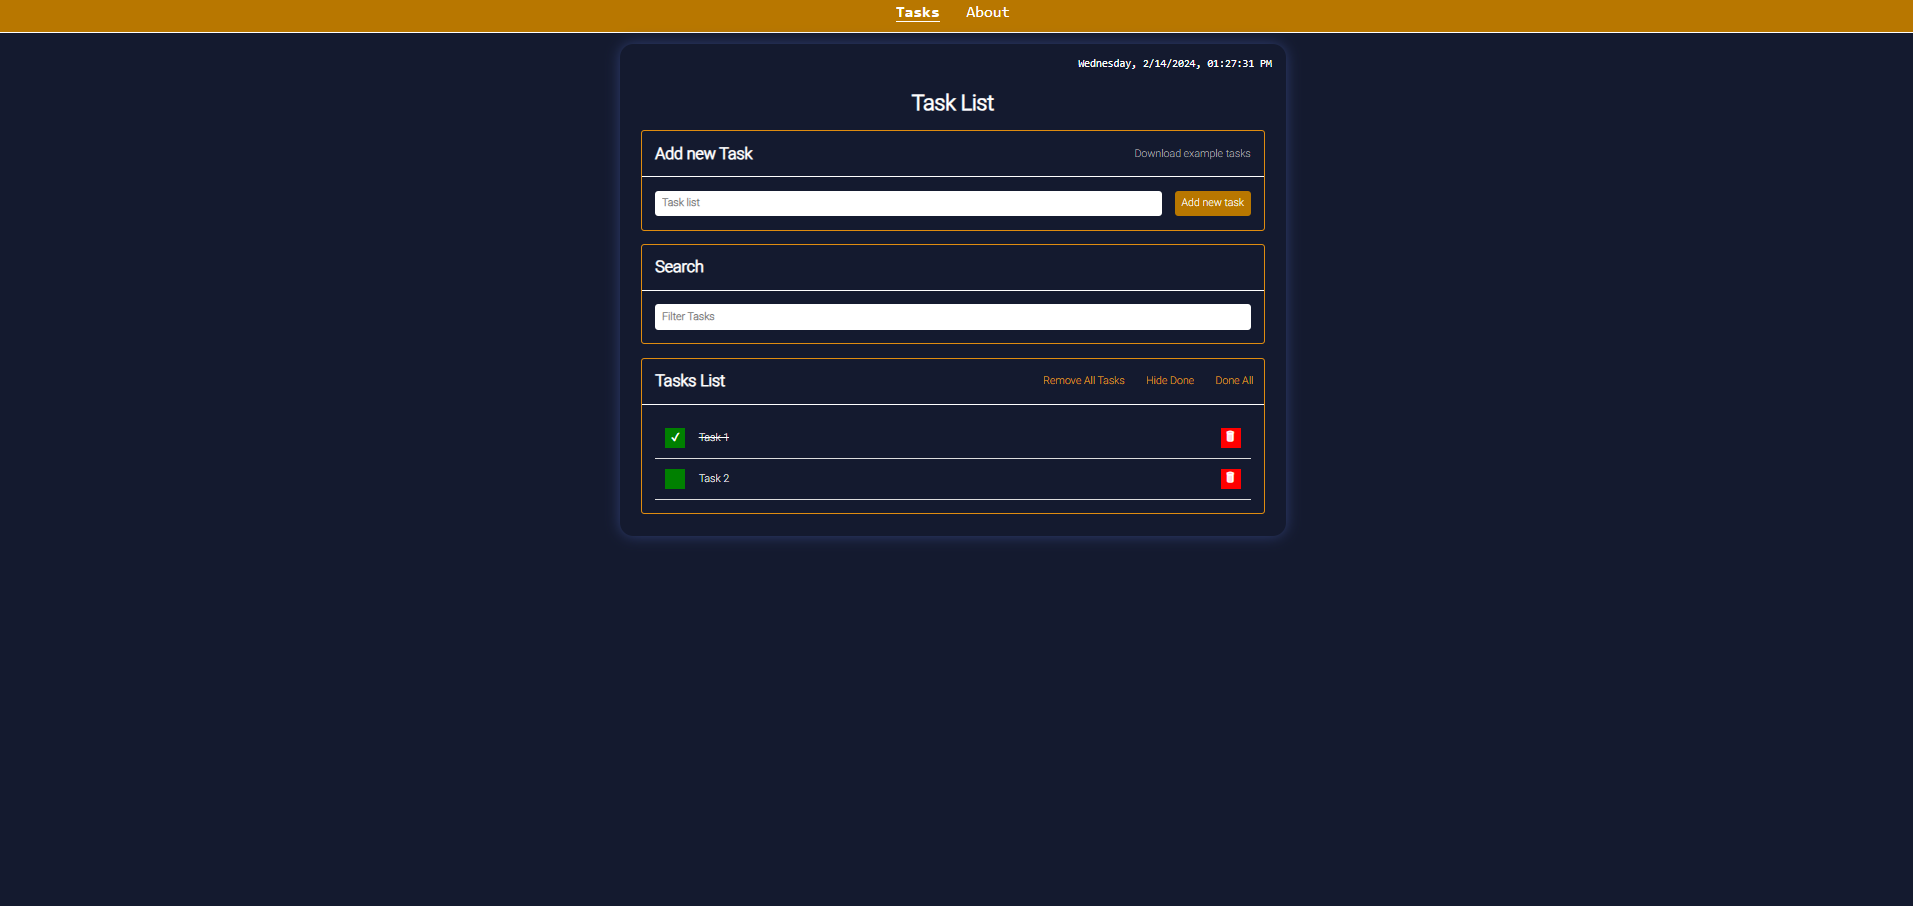 Tasks About
Wednesday, 2/14/2024, 01:27:31 PM
Task List
Add new Task Download example tasks
Task list Add new task
Search
Filter Tasks
Tasks List Remove All Tasks Hide Done Done All
Task 1
Task 2